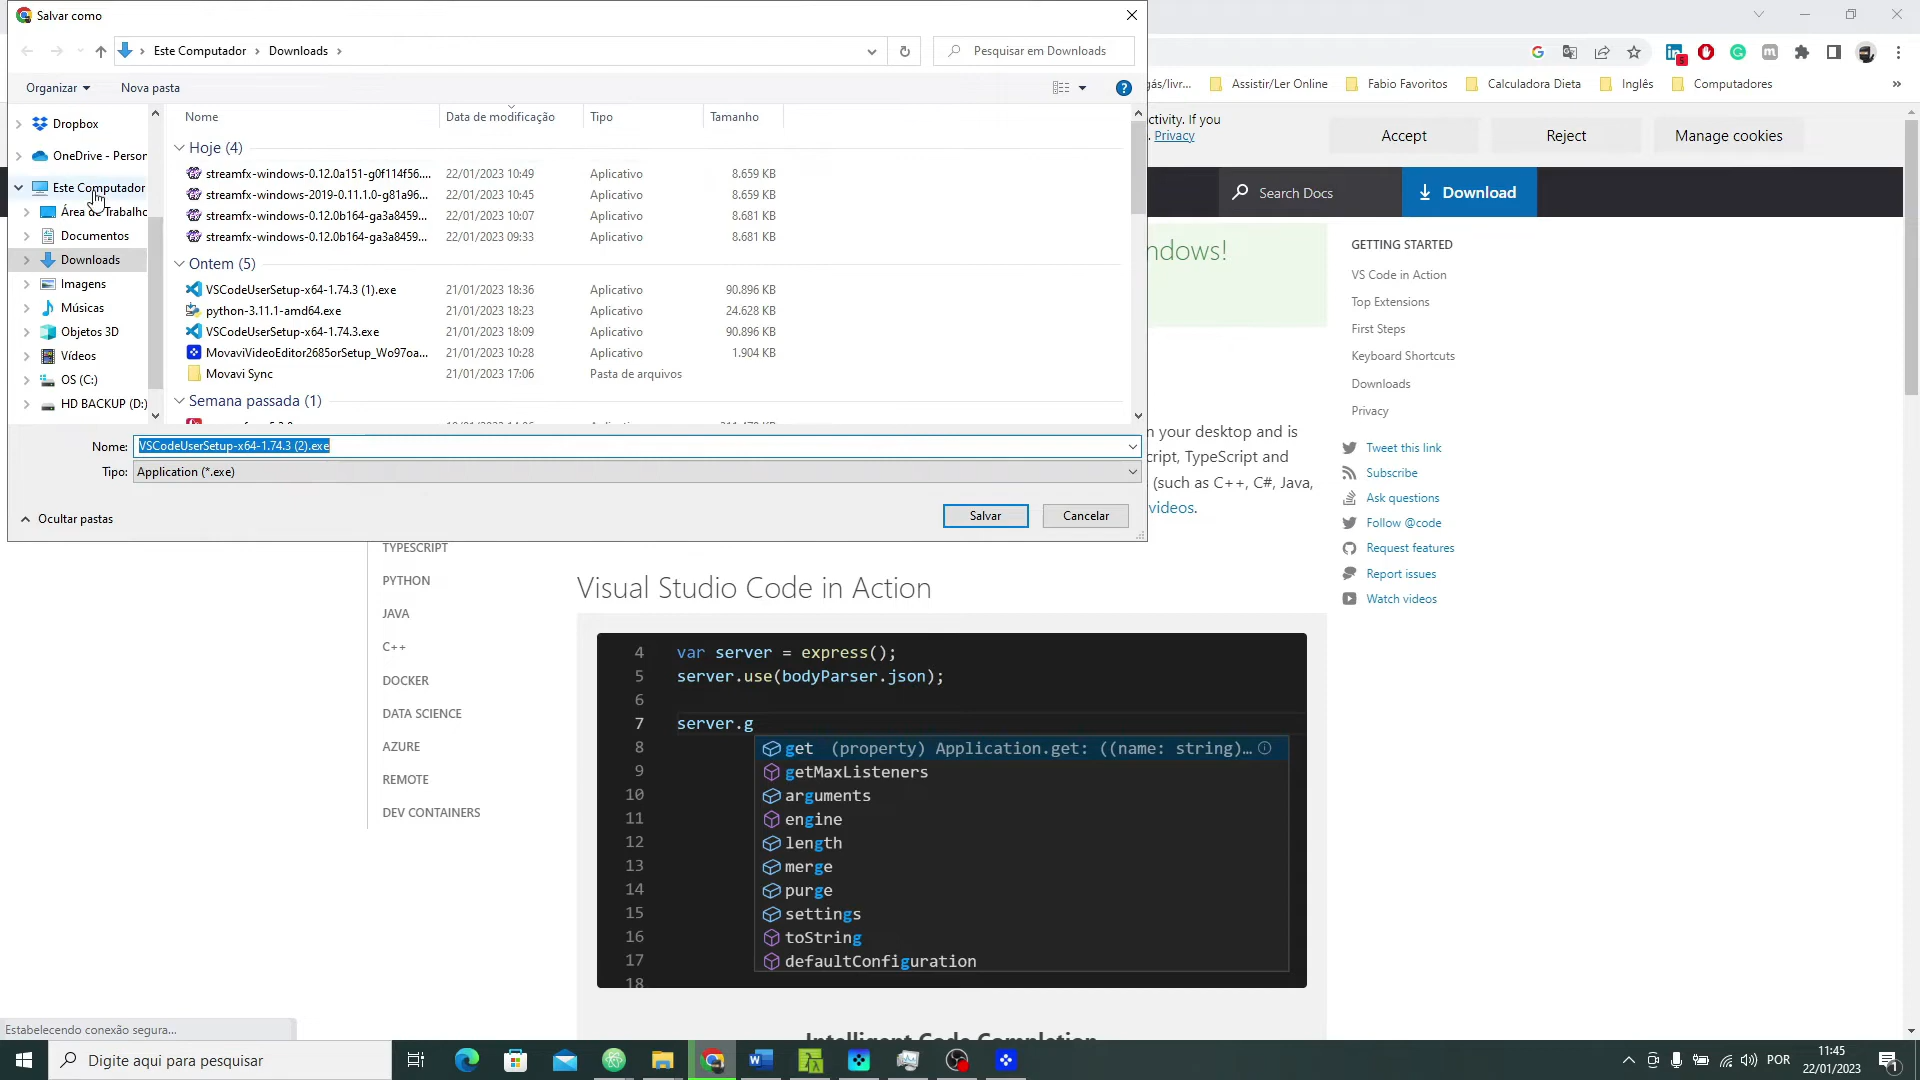 Salvar como
Este Computador > Downloads >
Pesquisar em Downloads
Organizar
Nova pasta
Dropbox
OneDrive - Person
Este Computador
Área de Trabalho
Documentos
Downloads
Imagens
Músicas
Objetos 3D
Vídeos
OS (C:)
HD BACKUP (D:)
Nome Data de modificação Tipo Tamanho
Hoje (4)
streamfx-windows-0.12.0a151-g0f114f56.... 22/01/2023 10:49 Aplicativo 8.659 KB
streamfx-windows-2019-0.11.1.0-g81a96... 22/01/2023 10:45 Aplicativo 8.659 KB
streamfx-windows-0.12.0b164-ga3a8459... 22/01/2023 10:07 Aplicativo 8.681 KB
streamfx-windows-0.12.0b164-ga3a8459... 22/01/2023 09:33 Aplicativo 8.681 KB
Ontem (5)
VSCodeUserSetup-x64-1.74.3 (1).exe 21/01/2023 18:36 Aplicativo 90.896 KB
python-3.11.1-amd64.exe 21/01/2023 18:23 Aplicativo 24.628 KB
VSCodeUserSetup-x64-1.74.3.exe 21/01/2023 18:09 Aplicativo 90.896 KB
MovaviVideoEditor2685orSetup_Wo97oa... 21/01/2023 10:28 Aplicativo 1.904 KB
Movavi Sync 21/01/2023 17:06 Pasta de arquivos
Semana passada (1)
Nome: VSCodeUserSetup-x64-1.74.3 (2).exe
Tipo: Application (*.exe)
Ocultar pastas
Salvar
Cancelar
gás/livr...
Assistir/Ler Online
Fabio Favoritos
Calculadora Dieta
Inglês
Computadores
»
ctivity. If you
. Privacy
Accept
Reject
Manage cookies
Search Docs
Download
ndows!
n your desktop and is
cript, TypeScript and
(such as C++, C#, Java,
videos.
GETTING STARTED
VS Code in Action
Top Extensions
First Steps
Keyboard Shortcuts
Downloads
Privacy
Tweet this link
Subscribe
Ask questions
Follow @code
Request features
Report issues
Watch videos
TYPESCRIPT
PYTHON
JAVA
C++
DOCKER
DATA SCIENCE
AZURE
REMOTE
DEV CONTAINERS
Visual Studio Code in Action
4 var server = express();
5 server.use(bodyParser.json);
6
7 server.g
8 get (property) Application.get: ((name: string)...
9 getMaxListeners
10 arguments
11 engine
12 length
13 merge
14 purge
15 settings
16 toString
17 defaultConfiguration
18
Intelligent Code Completion
Estabelecendo conexão segura...
Digite aqui para pesquisar
POR
11:45
22/01/2023
1